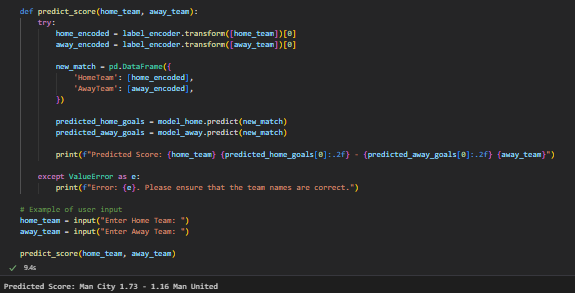 def predict_score(home_team, away_team):
    try:
        home_encoded = label_encoder.transform([home_team])[0]
        away_encoded = label_encoder.transform([away_team])[0]

        new_match = pd.DataFrame({
            'HomeTeam': [home_encoded],
            'AwayTeam': [away_encoded],
        })

        predicted_home_goals = model_home.predict(new_match)
        predicted_away_goals = model_away.predict(new_match)

        print(f"Predicted Score: {home_team} {predicted_home_goals[0]:.2f} - {predicted_away_goals[0]:.2f} {away_team}")

    except ValueError as e:
        print(f"Error: {e}. Please ensure that the team names are correct.")

# Example of user input
home_team = input("Enter Home Team: ")
away_team = input("Enter Away Team: ")

predict_score(home_team, away_team)
✓ 9.4s
Predicted Score: Man City 1.73 - 1.16 Man United